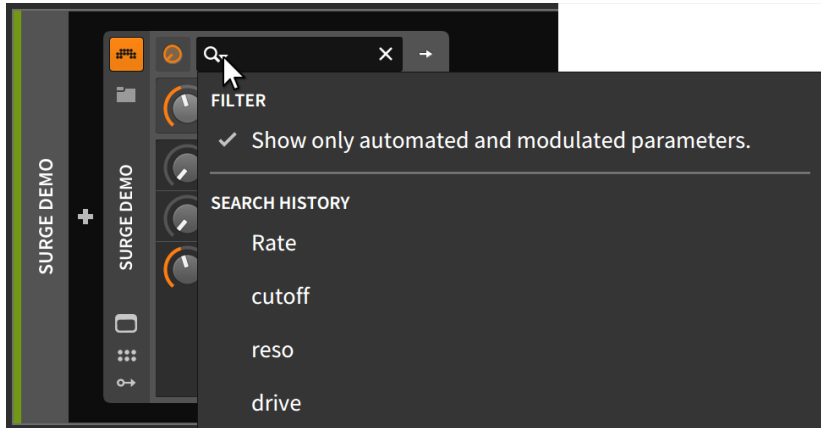 SURGE DEMO
SURGE DEMO
FILTER
Show only automated and modulated parameters.
SEARCH HISTORY
Rate
cutoff
reso
drive